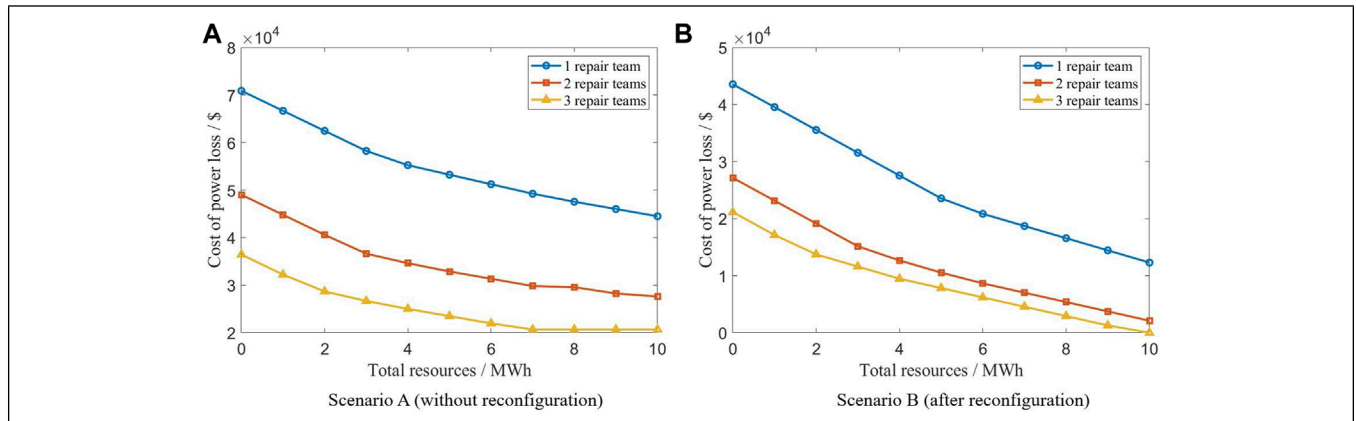 A
×10⁴
8
7
6
5
4
3
2
Cost of power loss / $
1 repair team
2 repair teams
3 repair teams
0 2 4 6 8 10
Total resources / MWh
Scenario A (without reconfiguration)
B
×10⁴
5
4
3
2
1
0
Cost of power loss / $
1 repair team
2 repair teams
3 repair teams
0 2 4 6 8 10
Total resources / MWh
Scenario B (after reconfiguration)